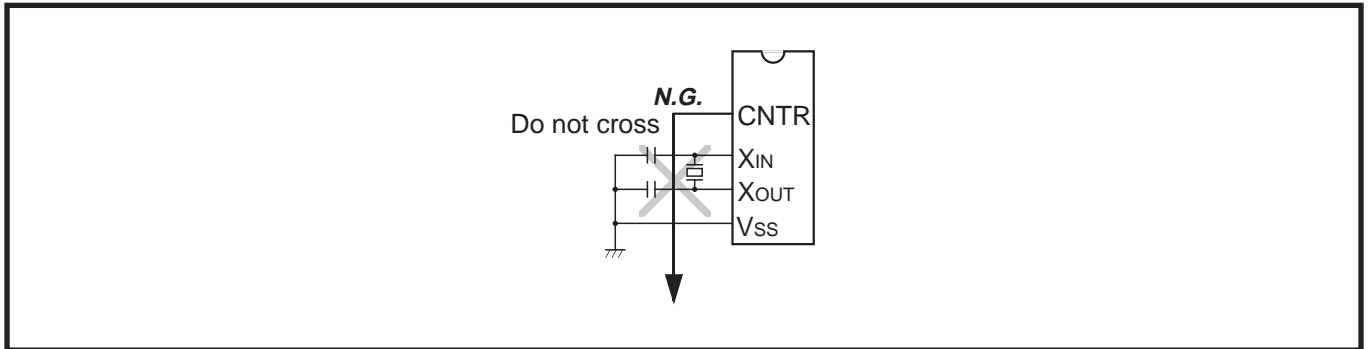 N.G.
Do not cross
CNTR
XIN
XOUT
VSS